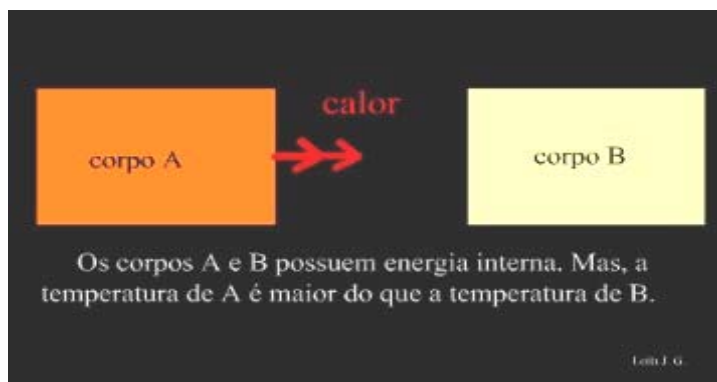 calor
corpo A
corpo B
Os corpos A e B possuem energia interna. Mas, a
temperatura de A é maior do que a temperatura de B.
J. G.